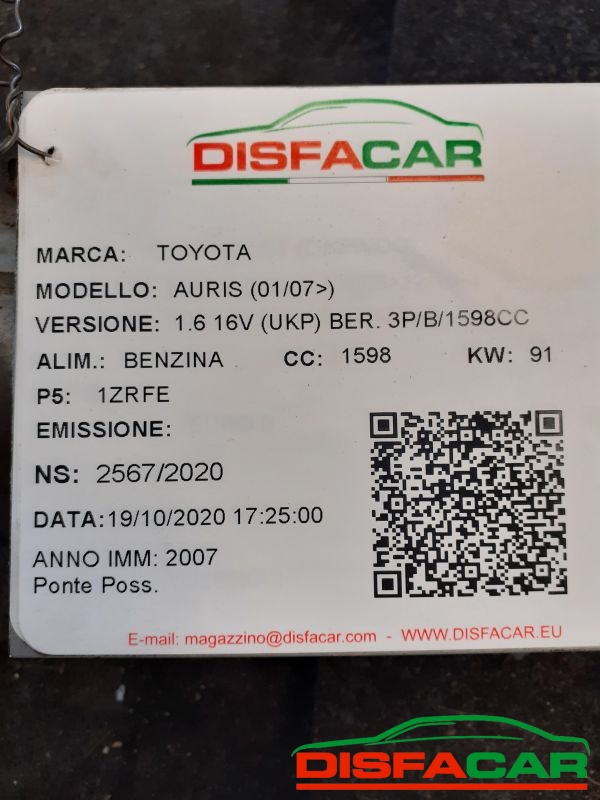 DISFACAR
MARCA: TOYOTA
MODELLO: AURIS (01/07>)
VERSIONE: 1.6 16V (UKP) BER. 3P/B/1598CC
ALIM.: BENZINA CC: 1598 KW: 91
P5: 1ZRFE
EMISSIONE:
NS: 2567/2020
DATA:19/10/2020 17:25:00
ANNO IMM: 2007
Ponte Poss.
E-mail: magazzino@disfacar.com - WWW.DISFACAR.EU
DISFACAR